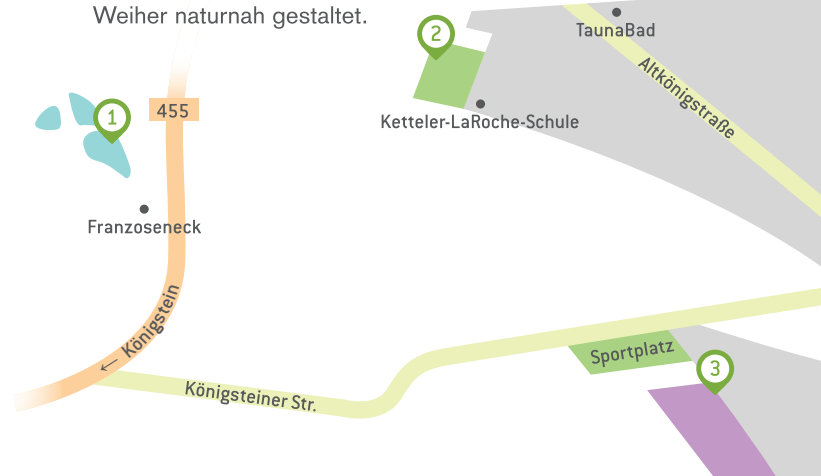 Weiher naturnah gestaltet.
2
TaunaBad
Altkönigstraße
1
455
Ketteler-LaRoche-Schule
Franzoseneck
← Königstein
Sportplatz
3
Königsteiner Str.